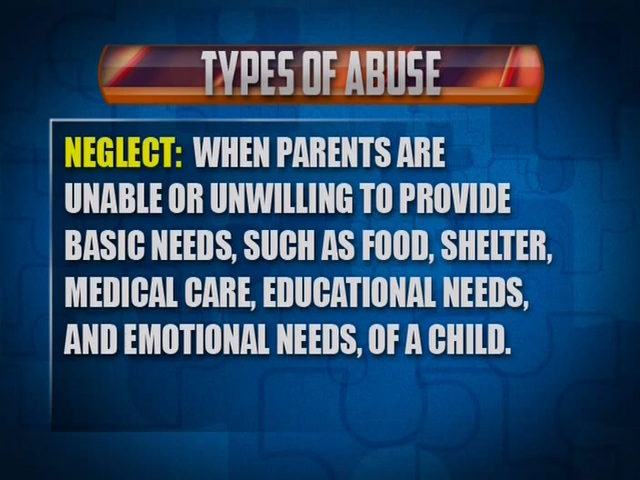 TYPES OF ABUSE
NEGLECT: WHEN PARENTS ARE
UNABLE OR UNWILLING TO PROVIDE
BASIC NEEDS, SUCH AS FOOD, SHELTER,
MEDICAL CARE, EDUCATIONAL NEEDS,
AND EMOTIONAL NEEDS, OF A CHILD.